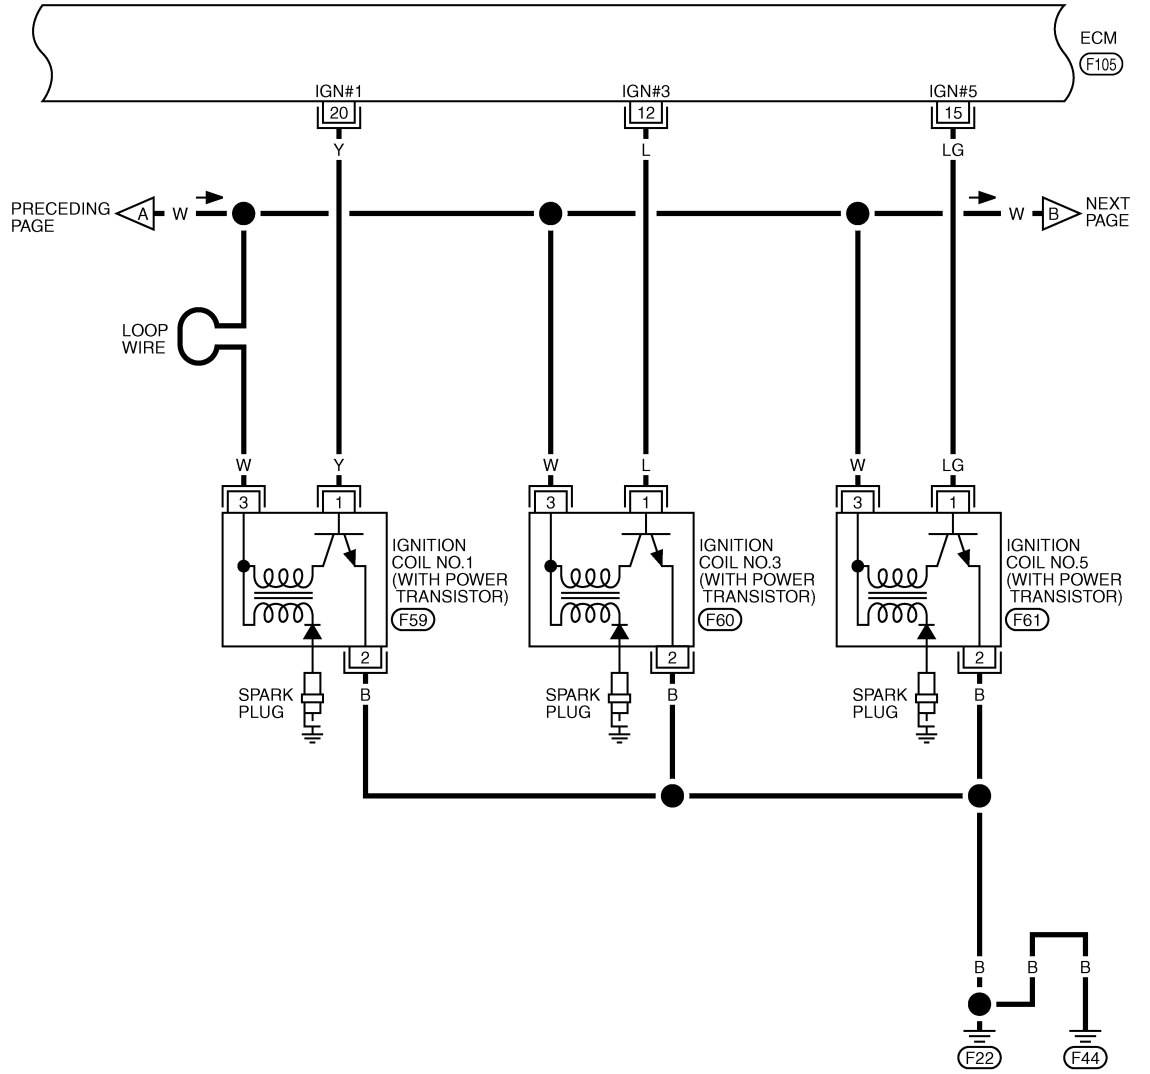 ECM
F105
IGN#1
IGN#3
IGN#5
20
12
15
Y
L
LG
PRECEDING
PAGE
A
W
W
B
NEXT
PAGE
LOOP
WIRE
W
Y
W
L
W
LG
3
1
3
1
3
1
IGNITION
COIL NO.1
(WITH POWER
TRANSISTOR)
F59
IGNITION
COIL NO.3
(WITH POWER
TRANSISTOR)
F60
IGNITION
COIL NO.5
(WITH POWER
TRANSISTOR)
F61
2
2
2
SPARK
PLUG
B
SPARK
PLUG
B
SPARK
PLUG
B
B
B
B
F22
F44